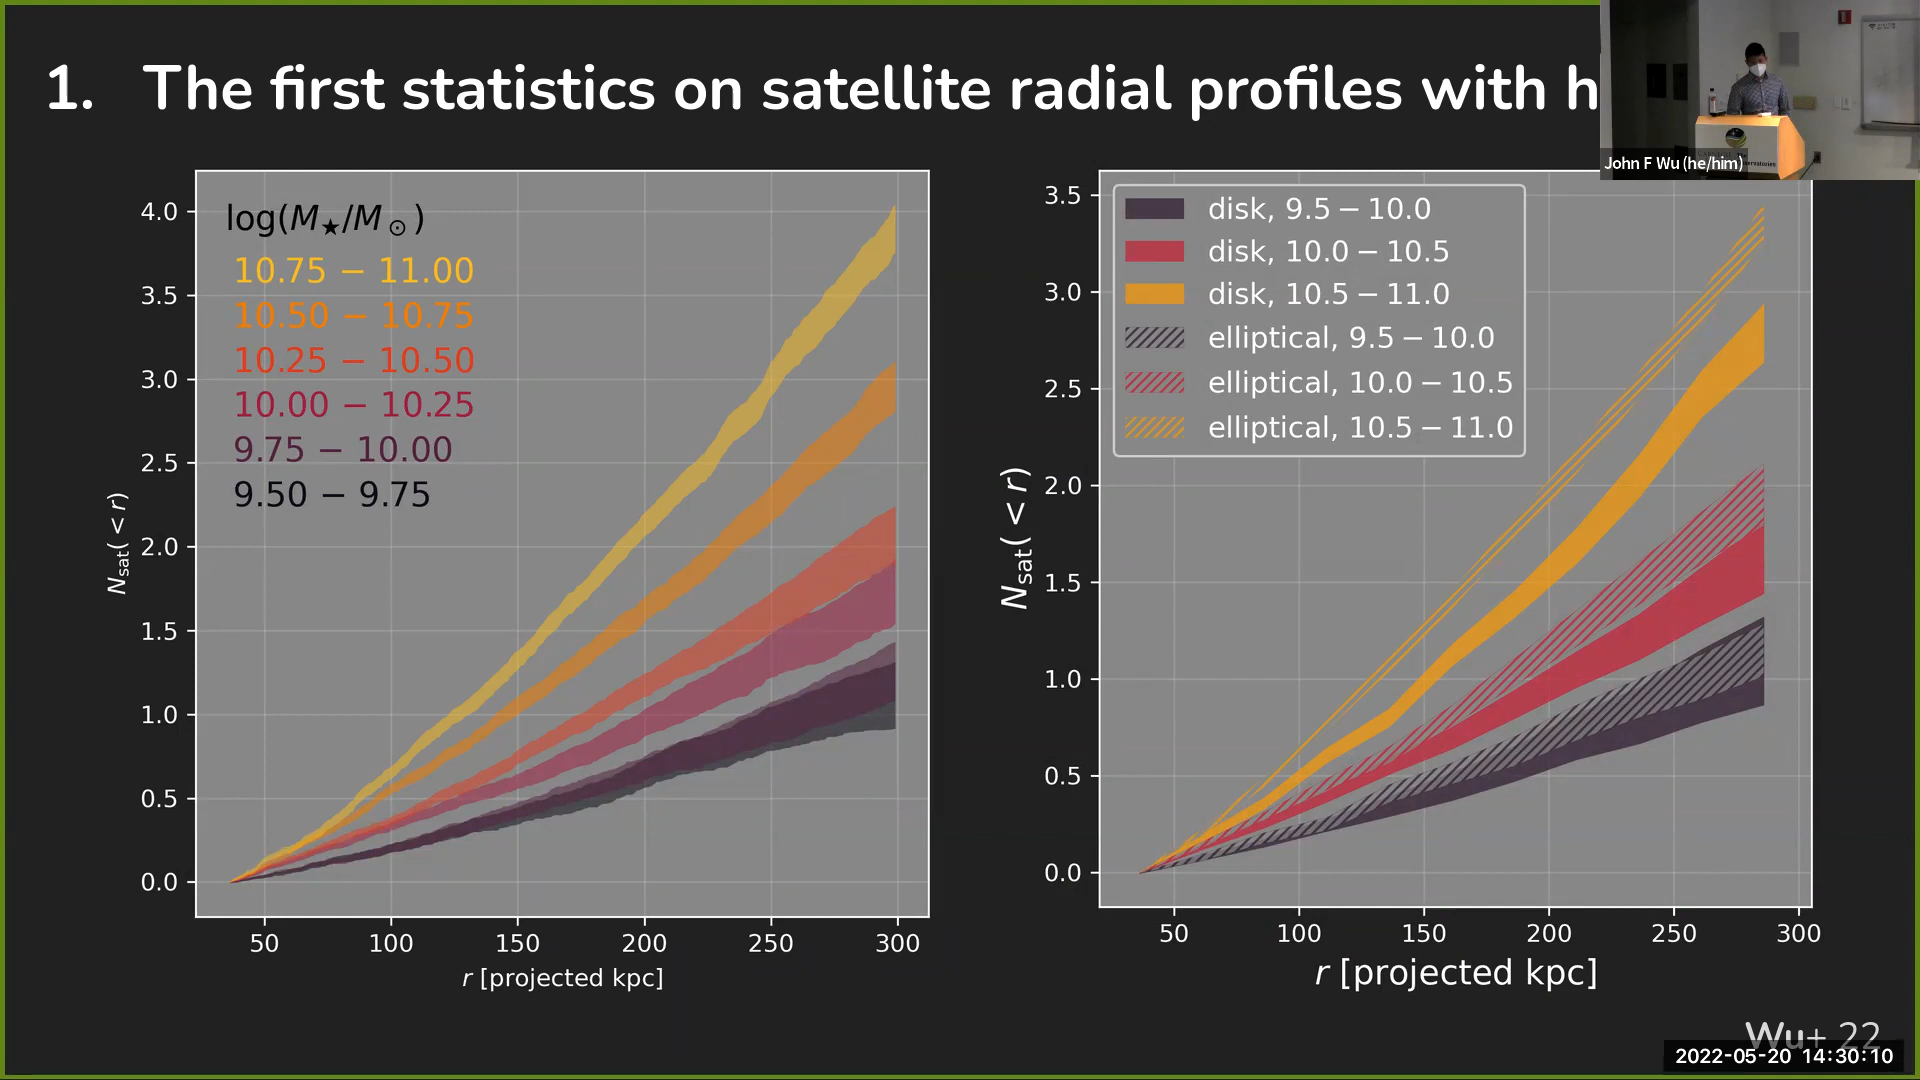 1. The first statistics on satellite radial profiles with h
John F Wu (he/him)
log(M★/M⊙)
10.75 − 11.00
10.50 − 10.75
10.25 − 10.50
10.00 − 10.25
9.75 − 10.00
9.50 − 9.75
4.0
3.5
3.0
2.5
2.0
1.5
1.0
0.5
0.0
Nsat( < r)
50 100 150 200 250 300
r [projected kpc]
disk, 9.5 − 10.0
disk, 10.0 − 10.5
disk, 10.5 − 11.0
elliptical, 9.5 − 10.0
elliptical, 10.0 − 10.5
elliptical, 10.5 − 11.0
3.5
3.0
2.5
2.0
1.5
1.0
0.5
0.0
Nsat( < r)
50 100 150 200 250 300
r [projected kpc]
Wu+ 22
2022-05-20 14:30:10